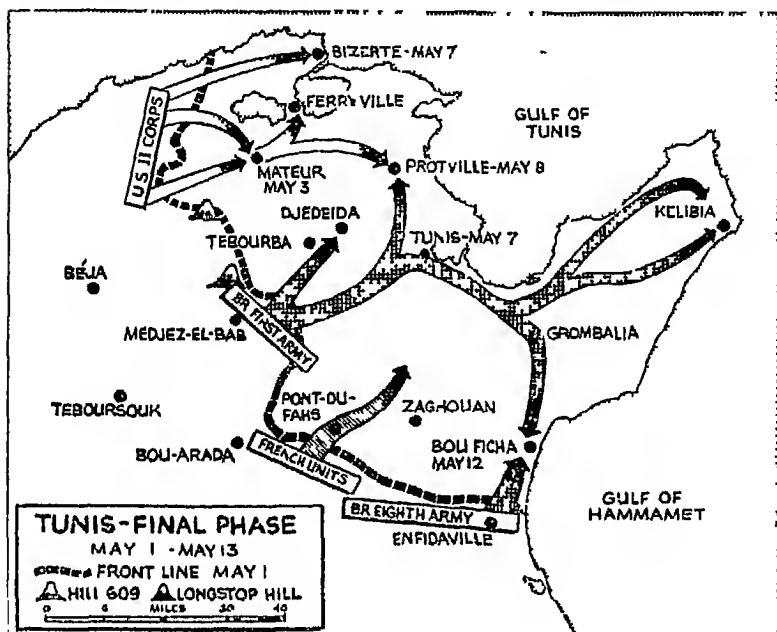 BIZERTE-MAY 7
FERRYVILLE
GULF OF
TUNIS
US II CORPS
MATEUR
MAY 3
PROTVILLE-MAY 8
DJEDEIDA
KELIBIA
TEBOURBA
TUNIS-MAY 7
BÉJA
BR FIRST ARMY
MEDJEZ-EL-BAB
GROMBALIA
PONT-DU-
FAHS
TEBOURSOUK
ZAGHOUAN
BOU-ARADA
FRENCH UNITS
BOU FICHA
MAY 12
BR EIGHTH ARMY
ENFIDAVILLE
GULF OF
HAMMAMET
TUNIS-FINAL PHASE
MAY 1 - MAY 13
FRONT LINE MAY 1
HILL 609 LONGSTOP HILL
0 MILES 30 40